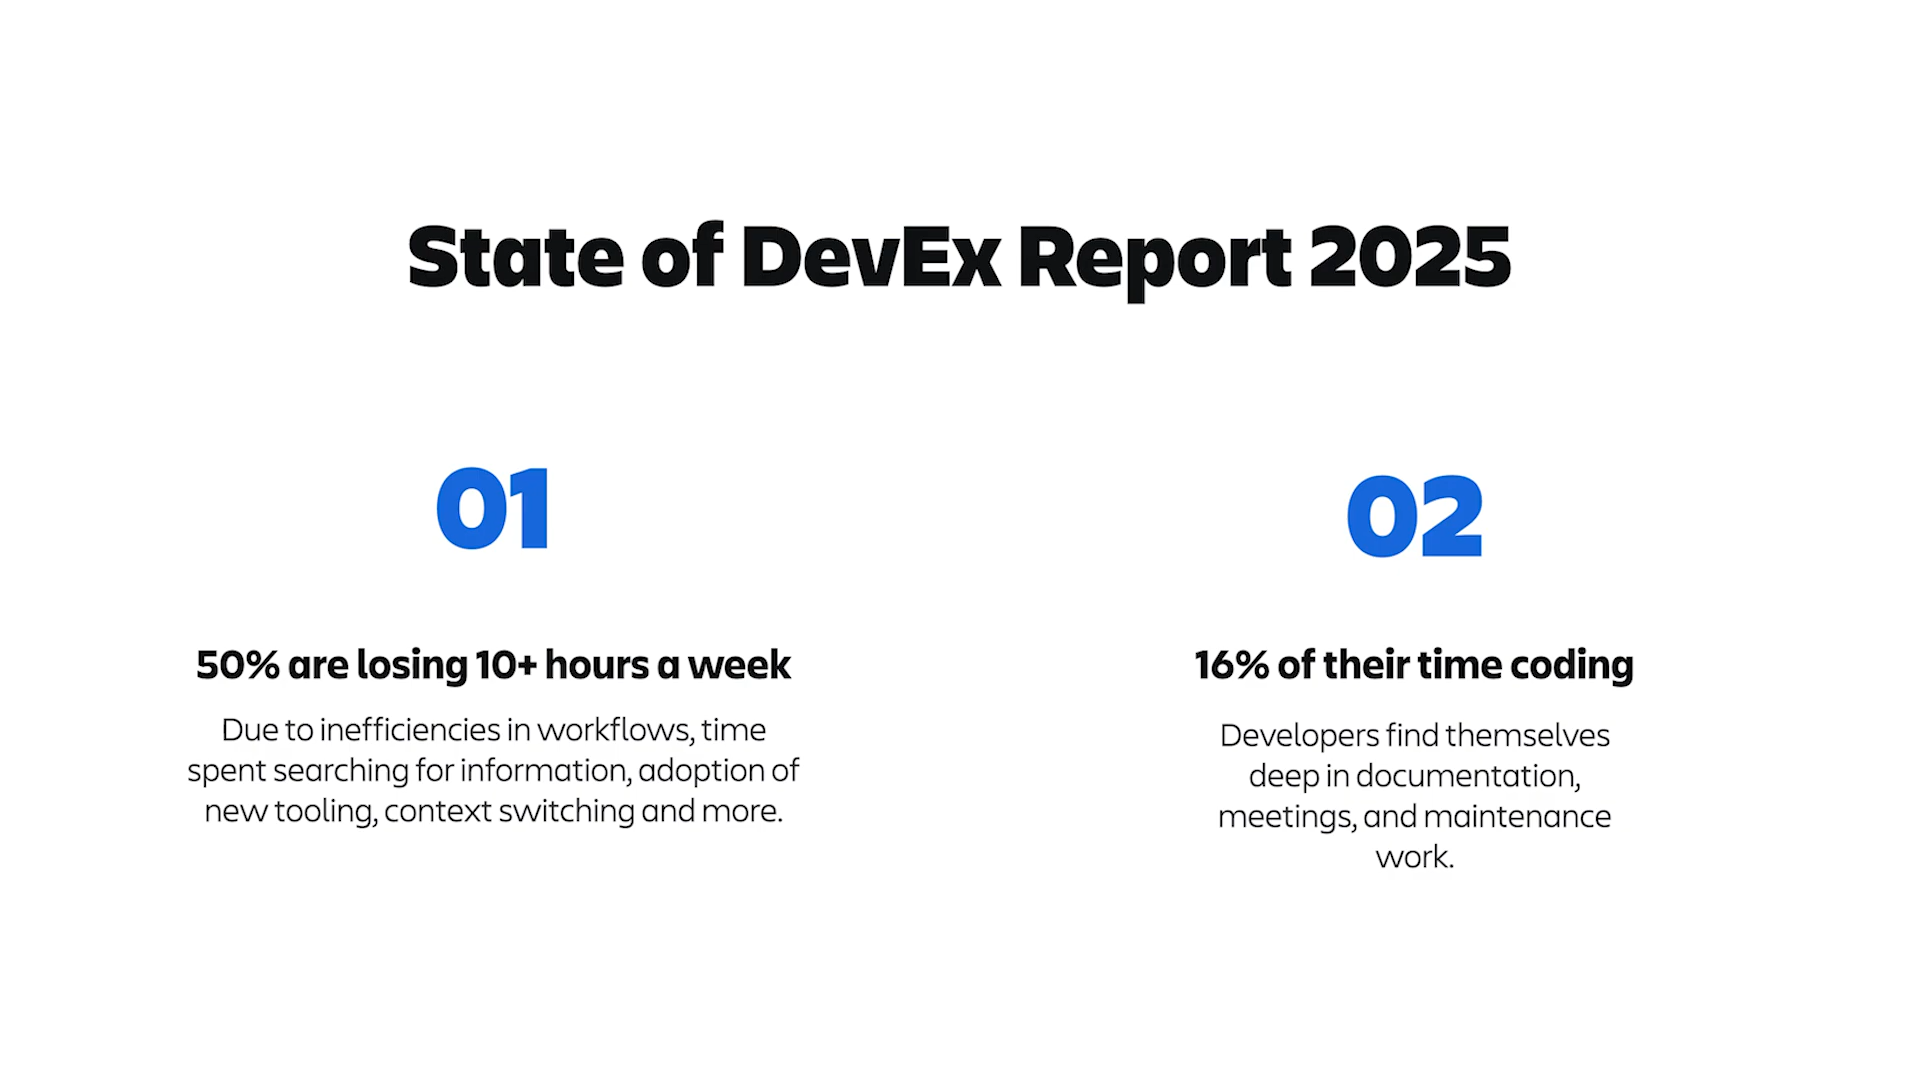 State of DevEx Report 2025
01
50% are losing 10+ hours a week
Due to inefficiencies in workflows, time
spent searching for information, adoption of
new tooling, context switching and more.
02
16% of their time coding
Developers find themselves
deep in documentation,
meetings, and maintenance
work.